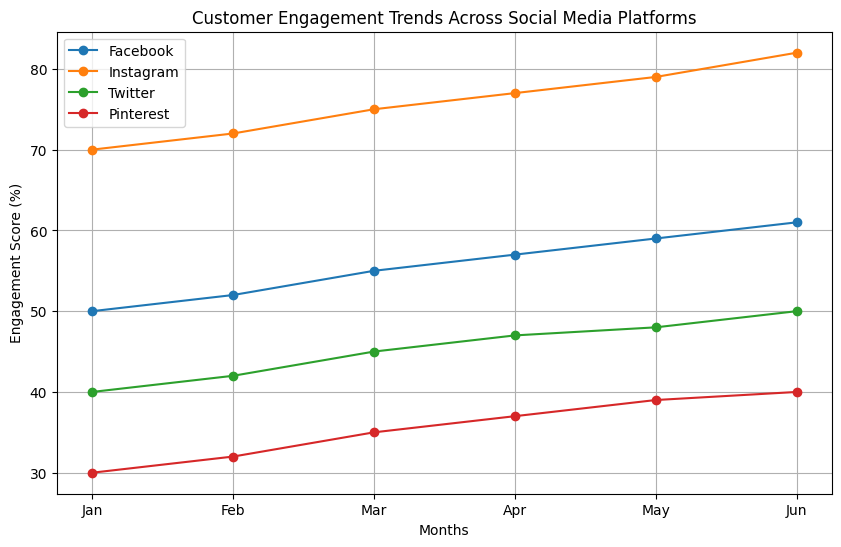 Customer Engagement Trends Across Social Media Platforms
Facebook
Instagram
Twitter
Pinterest
Engagement Score (%)
80
70
60
50
40
30
Jan Feb Mar Apr May Jun
Months